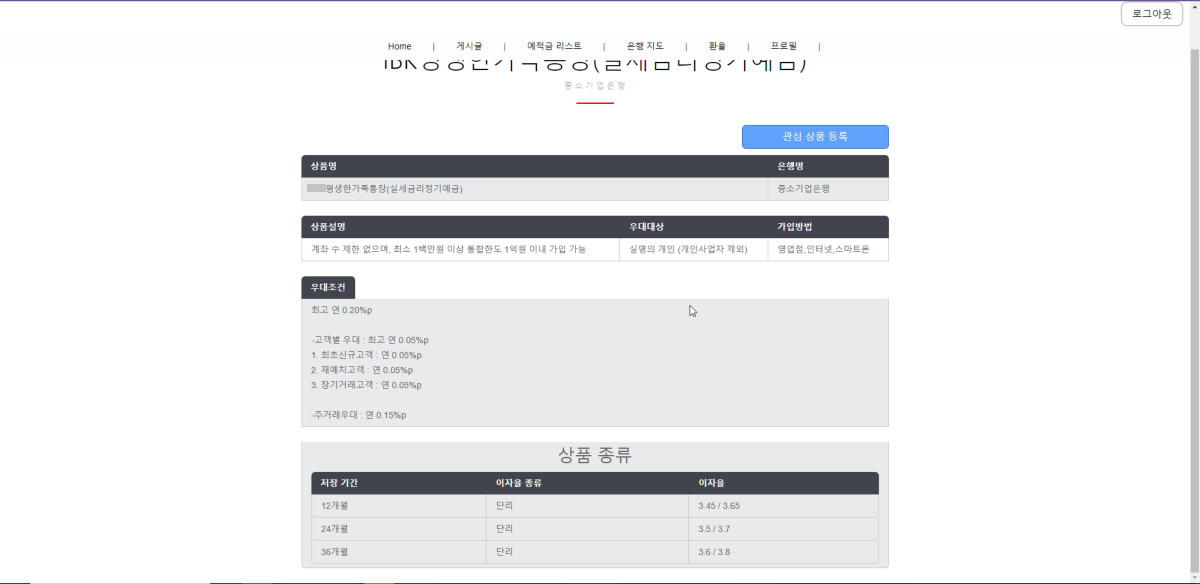 로그아웃
Home | 게시글 | 예적금 리스트 | 은행 지도 | 환율 | 프로필 |
IBK평생한가족통장(실세금리정기예금)
중소기업은행
관심 상품 등록
상품명 은행명
평생한가족통장(실세금리정기예금) 중소기업은행
상품설명 우대대상 가입방법
계좌 수 제한 없으며, 최소 1백만원 이상 통합한도 1억원 이내 가입 가능 실명의 개인 (개인사업자 제외) 영업점,인터넷,스마트폰
우대조건
최고 연 0.20%p
-고객별 우대 : 최고 연 0.05%p
1. 최초신규고객 : 연 0.05%p
2. 재예치고객 : 연 0.05%p
3. 장기거래고객 : 연 0.05%p
-주거래우대 : 연 0.15%p
상품 종류
저장 기간 이자율 종류 이자율
12개월 단리 3.45 / 3.65
24개월 단리 3.5 / 3.7
36개월 단리 3.6 / 3.8